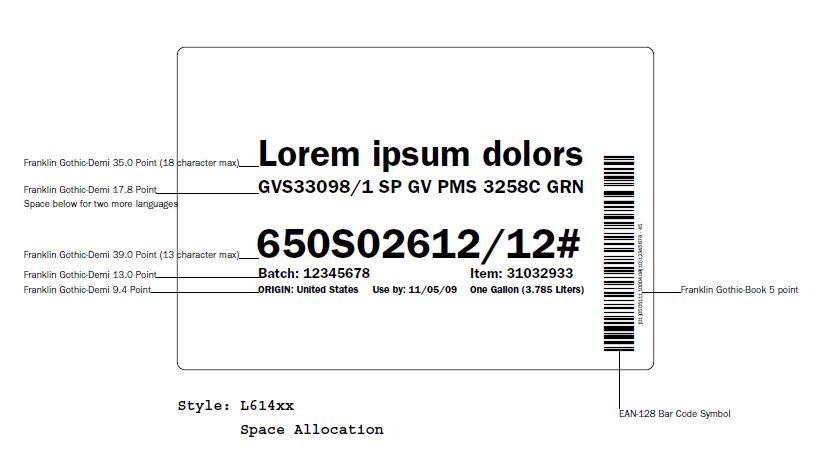 Franklin Gothic-Demi 35.0 Point (18 character max)
Lorem ipsum dolors
Franklin Gothic-Demi 17.8 Point
GVS33098/1 SP GV PMS 3258C GRN
Space below for two more languages
Franklin Gothic-Demi 39.0 Point (13 character max)
650S02612/12#
Franklin Gothic-Demi 13.0 Point
Batch: 12345678 Item: 31032933
Franklin Gothic-Demi 9.4 Point
ORIGIN: United States Use by: 11/05/09 One Gallon (3.785 Liters)
Franklin Gothic-Book 5 point
EAN-128 Bar Code Symbol
Style: L614xx
Space Allocation